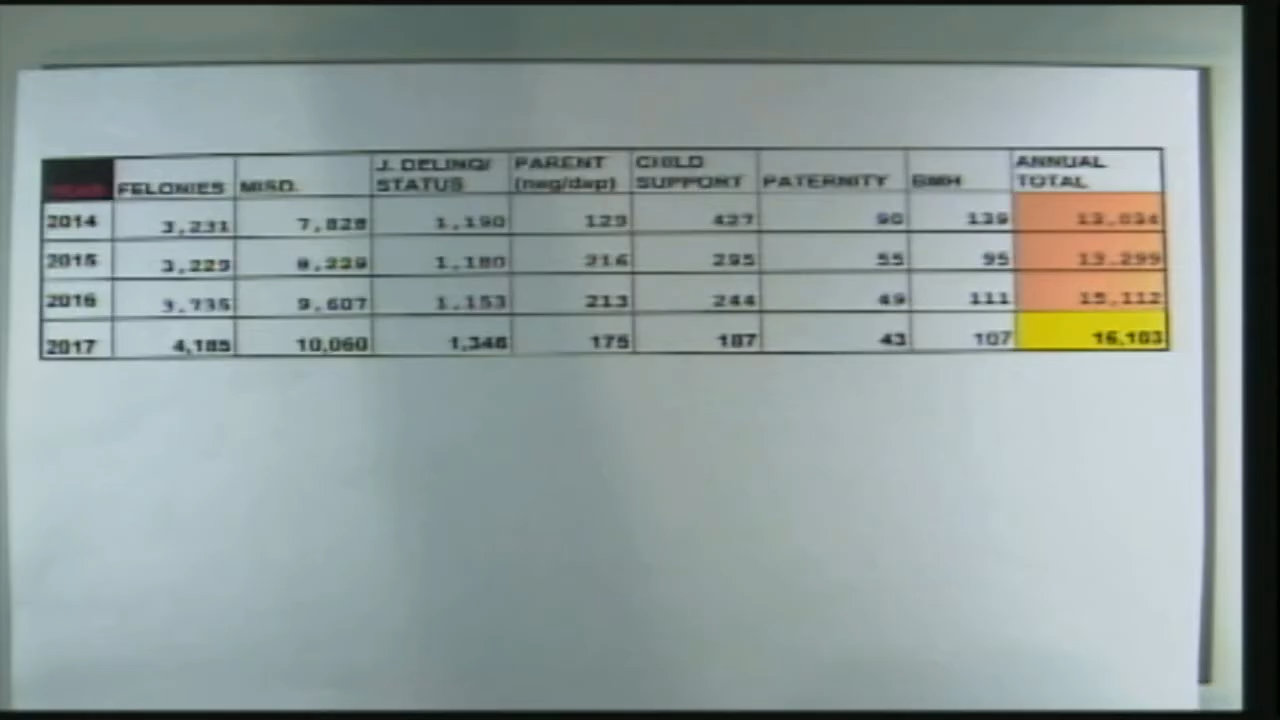 YEAR FELONIES MISD. J. DELINQ/ STATUS PARENT (neg/dep) CHILD SUPPORT PATERNITY BMH ANNUAL TOTAL
2014 3,231 7,828 1,190 129 427 90 139 13,034
2015 3,229 8,229 1,180 216 295 55 95 13,299
2016 3,735 9,607 1,153 213 244 49 111 15,112
2017 4,185 10,060 1,346 175 187 43 107 16,103